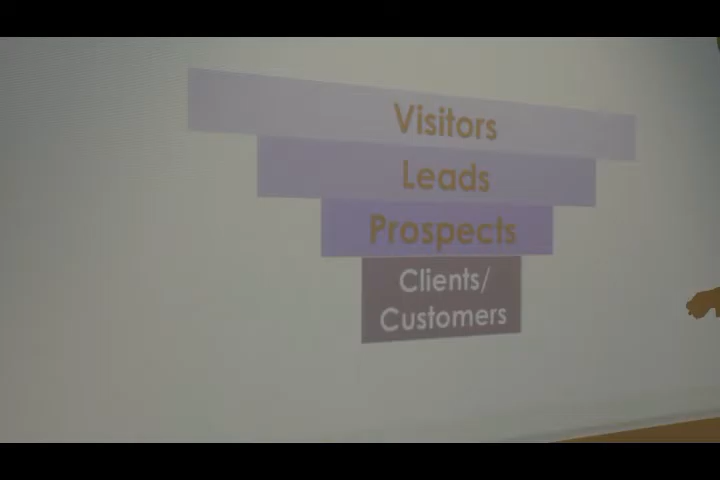 Visitors
Leads
Prospects
Clients/
Customers